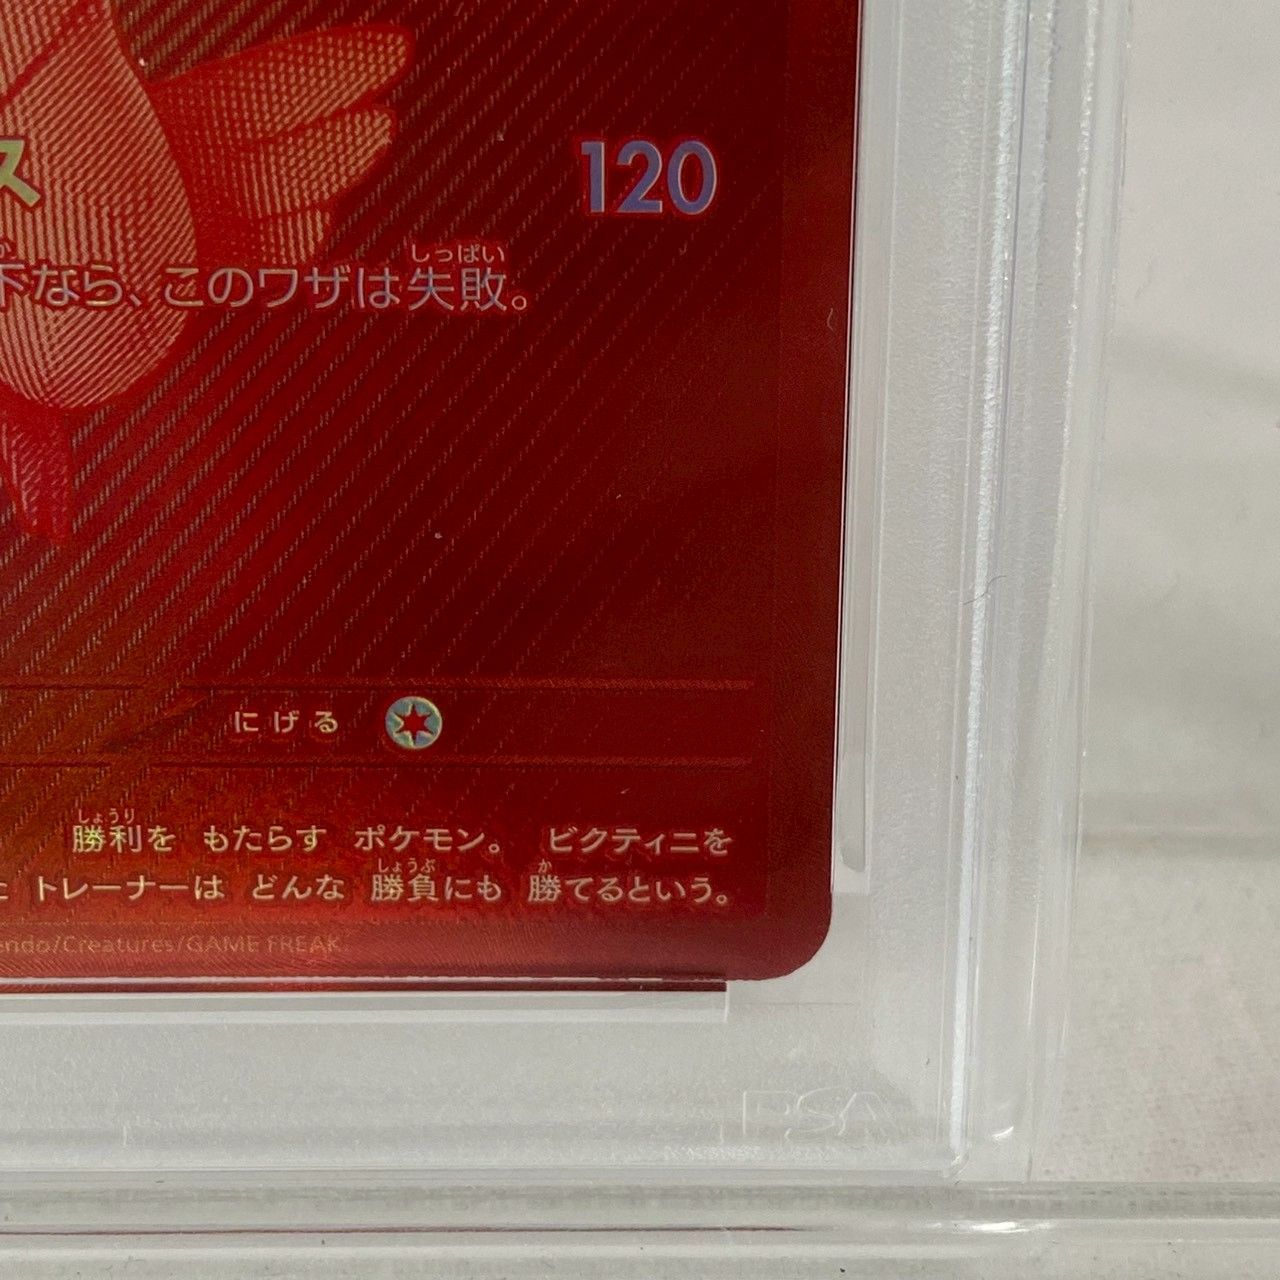 ス
120
しっぱい
なら、このワザは失敗。
にげる
しょうり
勝利を もたらす ポケモン。 ビクティニを
しょうぶ か
トレーナーは どんな 勝負にも 勝てるという。
endo/Creatures/GAME FREAK.
PSA